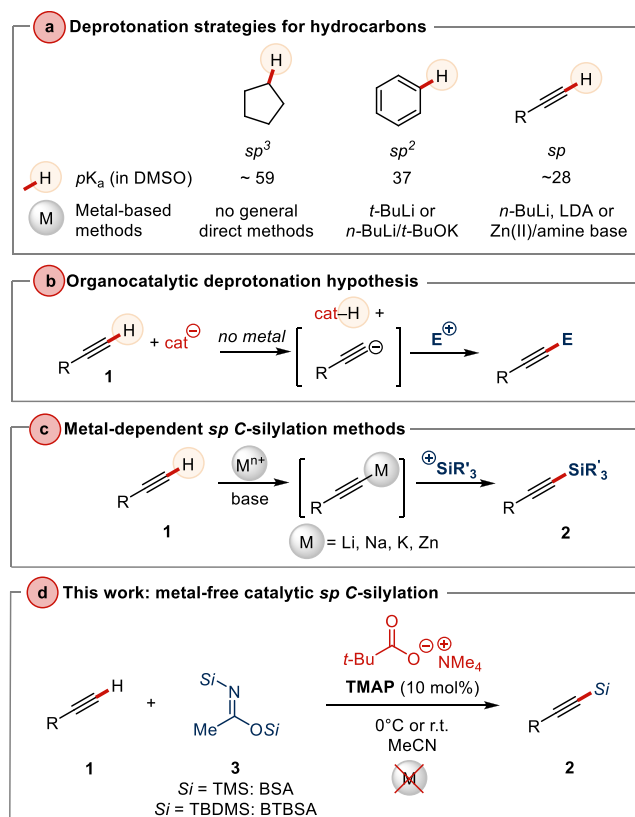 a Deprotonation strategies for hydrocarbons
H H H
R
sp³ sp² sp
H pKa (in DMSO) ~ 59 37 ~28
M Metal-based methods no general direct methods t-BuLi or n-BuLi/t-BuOK n-BuLi, LDA or Zn(II)/amine base
b Organocatalytic deprotonation hypothesis
cat–H +
R H + cat⊖ no metal [ R ⊖ ] E⊕ R E
1
c Metal-dependent sp C-silylation methods
R H Mn+ base [ R M ] ⊕SiR'3 R SiR'3
1 M = Li, Na, K, Zn 2
d This work: metal-free catalytic sp C-silylation
O
t-Bu O ⊖ ⊕ NMe4
TMAP (10 mol%)
R H + Si N Me OSi 0°C or r.t. R Si
MeCN
1 3 M 2
Si = TMS: BSA
Si = TBDMS: BTBSA